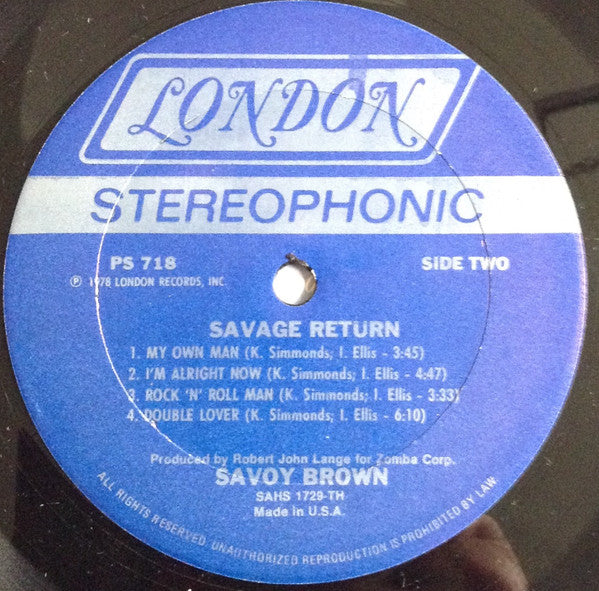 LONDON
STEREOPHONIC
PS 718
SIDE TWO
℗ 1978 LONDON RECORDS, INC.
SAVAGE RETURN
1. MY OWN MAN (K. Simmonds; I. Ellis - 3:45)
2. I'M ALRIGHT NOW (K. Simmonds; I. Ellis - 4:47)
3. ROCK 'N' ROLL MAN (K. Simmonds; I. Ellis - 3:33)
4. DOUBLE LOVER (K. Simmonds; I. Ellis - 6:10)
Produced by Robert John Lange for Zomba Corp.
SAVOY BROWN
SAHS 1729-TH
Made in U.S.A.
ALL RIGHTS RESERVED. UNAUTHORIZED REPRODUCTION IS PROHIBITED BY LAW